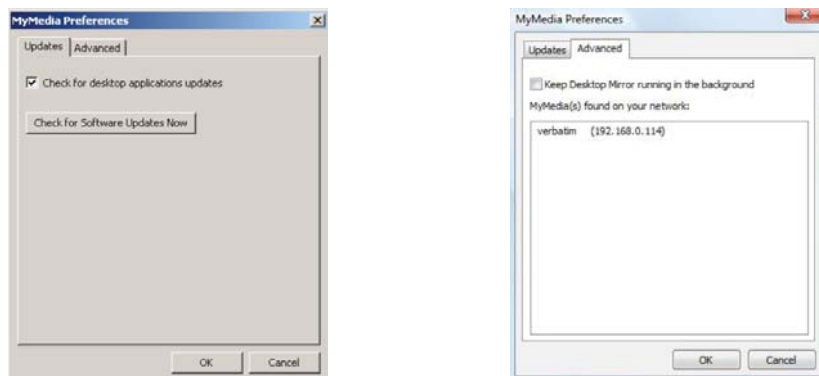 MyMedia Preferences
Updates Advanced
Check for desktop applications updates
Check for Software Updates Now
OK Cancel
MyMedia Preferences
Updates Advanced
Keep Desktop Mirror running in the background
MyMedia(s) found on your network:
verbatim (192.168.0.114)
OK Cancel